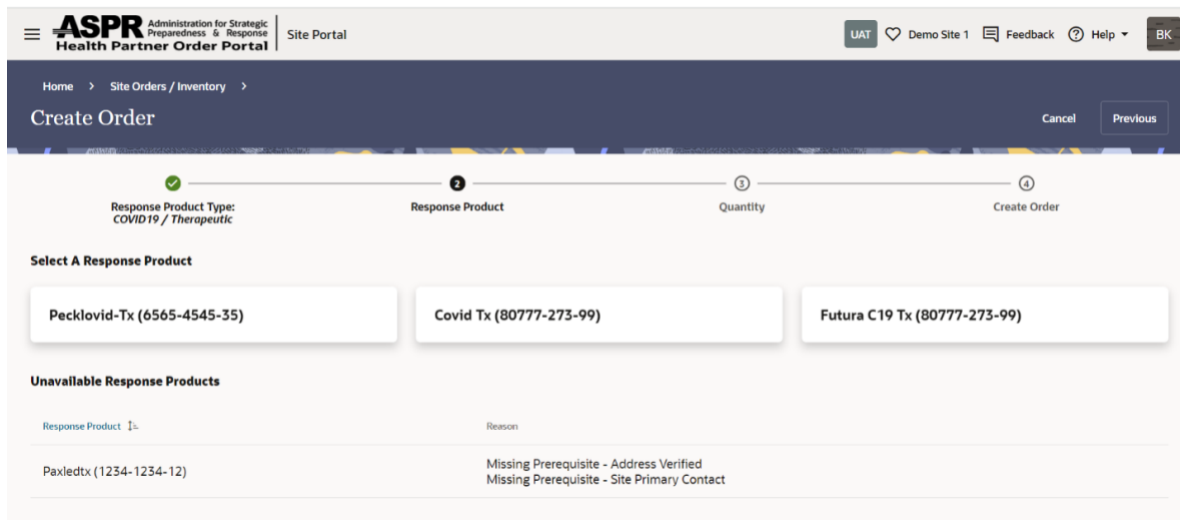 ASPR Administration for Strategic
Preparedness & Response
Health Partner Order Portal
Site Portal
UAT
Demo Site 1
Feedback
Help
BK
Home > Site Orders / Inventory >
Create Order
Cancel
Previous
2
3
4
Response Product Type:
COVID19 / Therapeutic
Response Product
Quantity
Create Order
Select A Response Product
Pecklovid-Tx (6565-4545-35)
Covid Tx (80777-273-99)
Futura C19 Tx (80777-273-99)
Unavailable Response Products
Response Product
Reason
Paxledtx (1234-1234-12)
Missing Prerequisite - Address Verified
Missing Prerequisite - Site Primary Contact